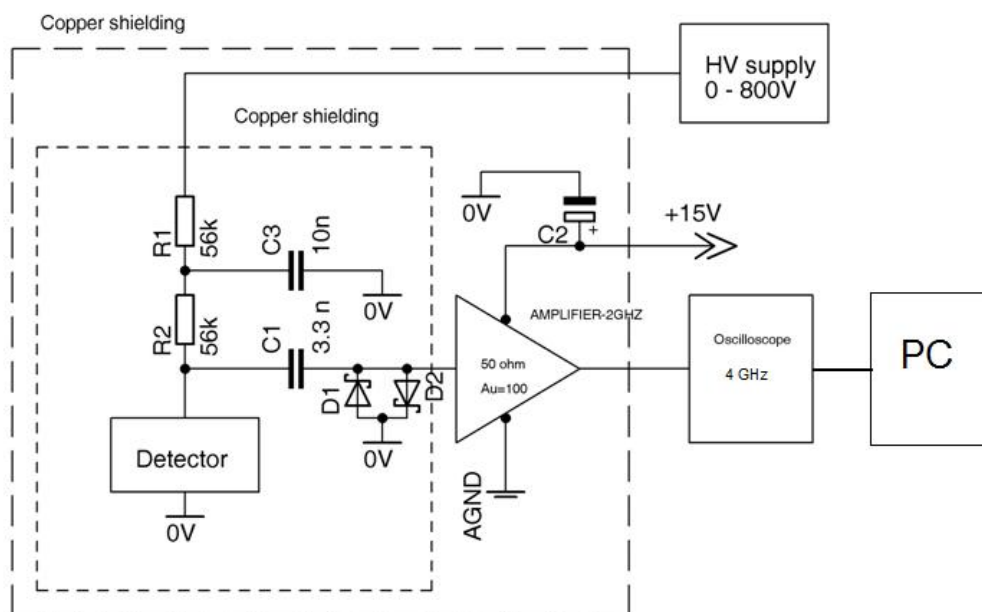 Copper shielding
HV supply
0 - 800V
Copper shielding
0V
C2
+
+15V
R1
56k
C3
10n
0V
R2
56k
C1
3.3 n
AMPLIFIER-2GHZ
50 ohm
Au=100
D1
D2
0V
Oscilloscope
4 GHz
PC
Detector
0V
AGND